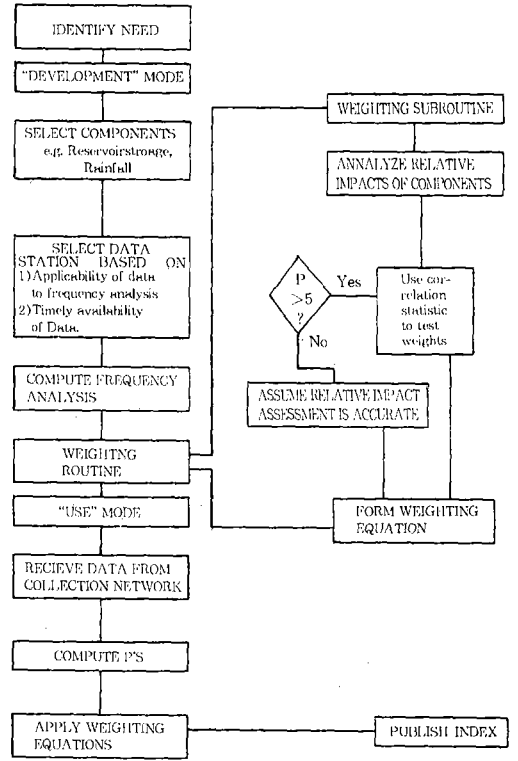 IDENTIFY NEED
"DEVELOPMENT" MODE
SELECT COMPONENTS
e.g. Reservoirstronge,
Rainfall
SELECT DATA
STATION BASED ON
1) Applicability of data
to frequency analysis
2) Timely availability
of Data.
COMPUTE FREQUENCY
ANALYSIS
WEIGHTNG
ROUTINE
"USE" MODE
RECIEVE DATA FROM
COLLECTION NETWORK
COMPUTE P'S
APPLY WEIGHTING
EQUATIONS
WEIGHTING SUBROUTINE
ANNALYZE RELATIVE
IMPACTS OF COMPONENTS
P
>5
?
Yes
No
Use cor-
relation
statistic
to test
weights
ASSUME RELATIVE IMPACT
ASSESSMENT IS ACCURATE
FORM WEIGHTING
EQUATION
PUBLISH INDEX